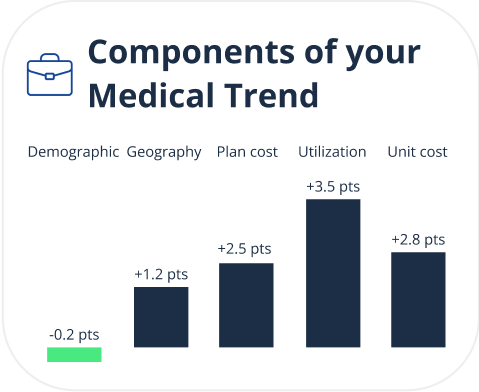 Components of your
Medical Trend
Demographic Geography Plan cost Utilization Unit cost
+3.5 pts
+2.8 pts
+2.5 pts
+1.2 pts
-0.2 pts